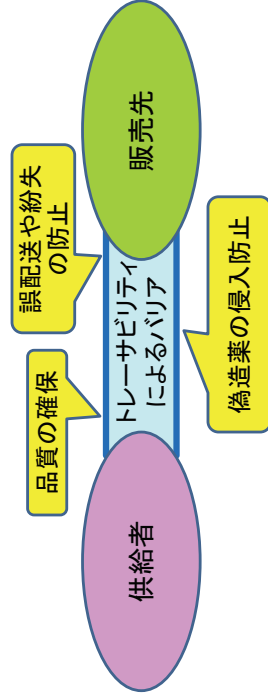 品質の確保
誤配送や紛失
の防止
供給者
トレーサビリティ
によるバリア
販売先
偽造薬の侵入防止